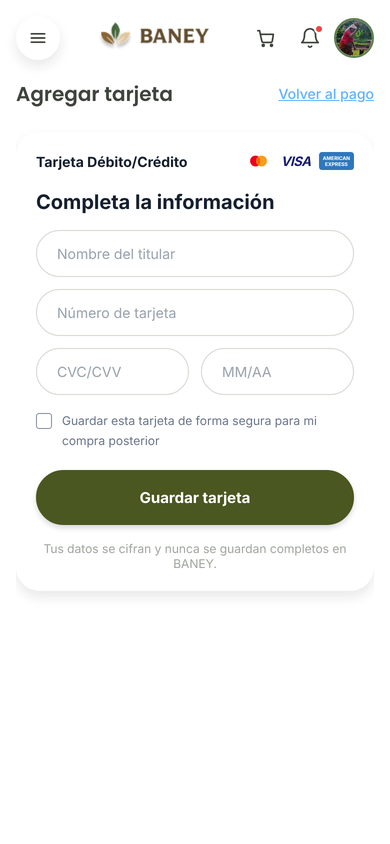 BANEY
Agregar tarjeta
Volver al pago
Tarjeta Débito/Crédito
VISA
AMERICAN
EXPRESS
Completa la información
Nombre del titular
Número de tarjeta
CVC/CVV
MM/AA
Guardar esta tarjeta de forma segura para mi
compra posterior
Guardar tarjeta
Tus datos se cifran y nunca se guardan completos en
BANEY.